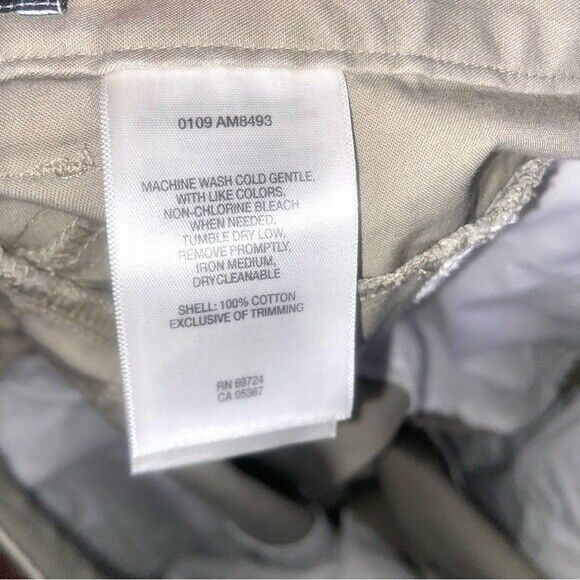 0109 AM8493
MACHINE WASH COLD GENTLE,
WITH LIKE COLORS.
NON-CHLORINE BLEACH
WHEN NEEDED.
TUMBLE DRY LOW,
REMOVE PROMPTLY.
IRON MEDIUM,
DRYCLEANABLE
SHELL: 100% COTTON
EXCLUSIVE OF TRIMMING
RN 69724
CA 05367